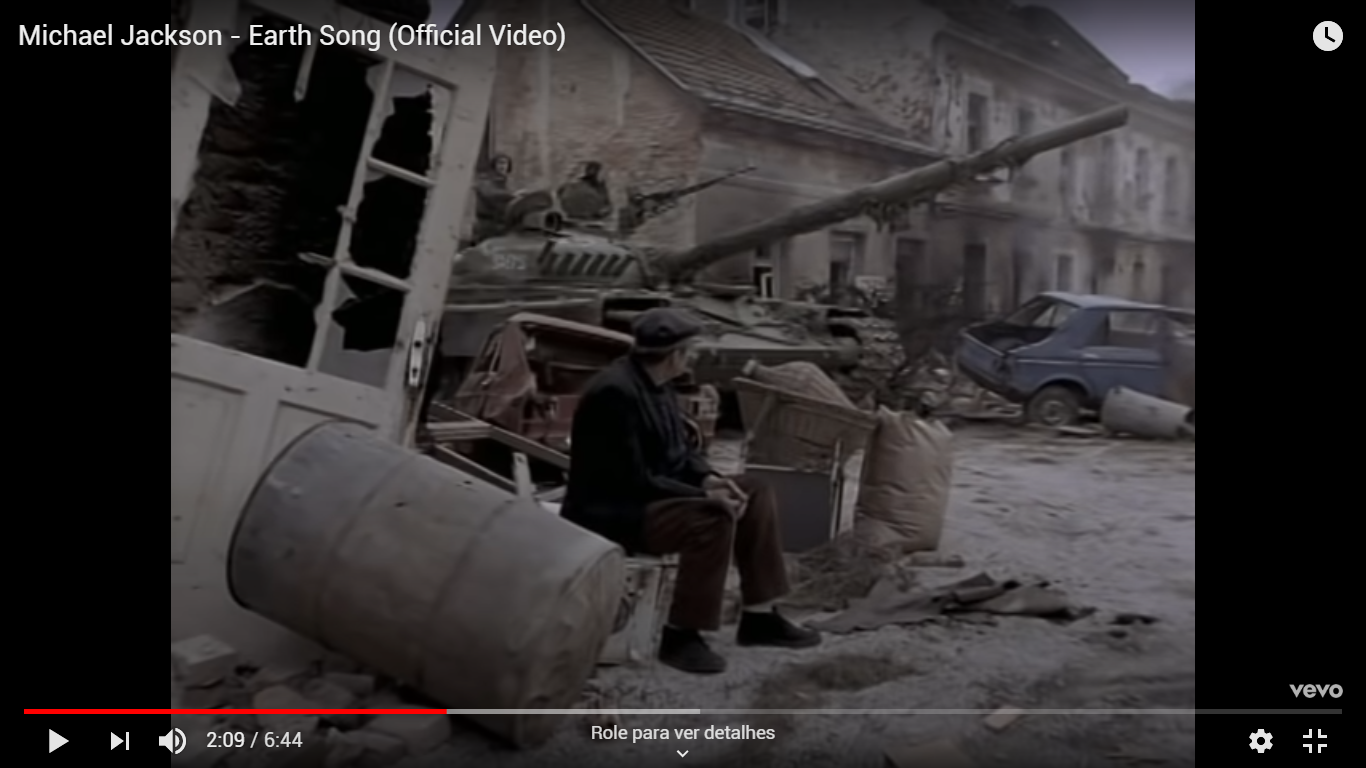 Michael Jackson - Earth Song (Official Video)
vevo
2:09 / 6:44
Role para ver detalhes